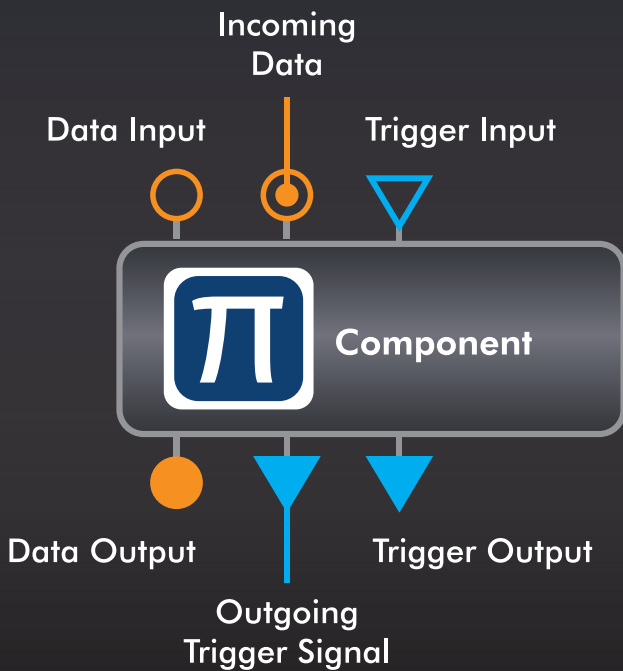 Incoming
Data
Data Input
Trigger Input
π
Component
Data Output
Trigger Output
Outgoing
Trigger Signal